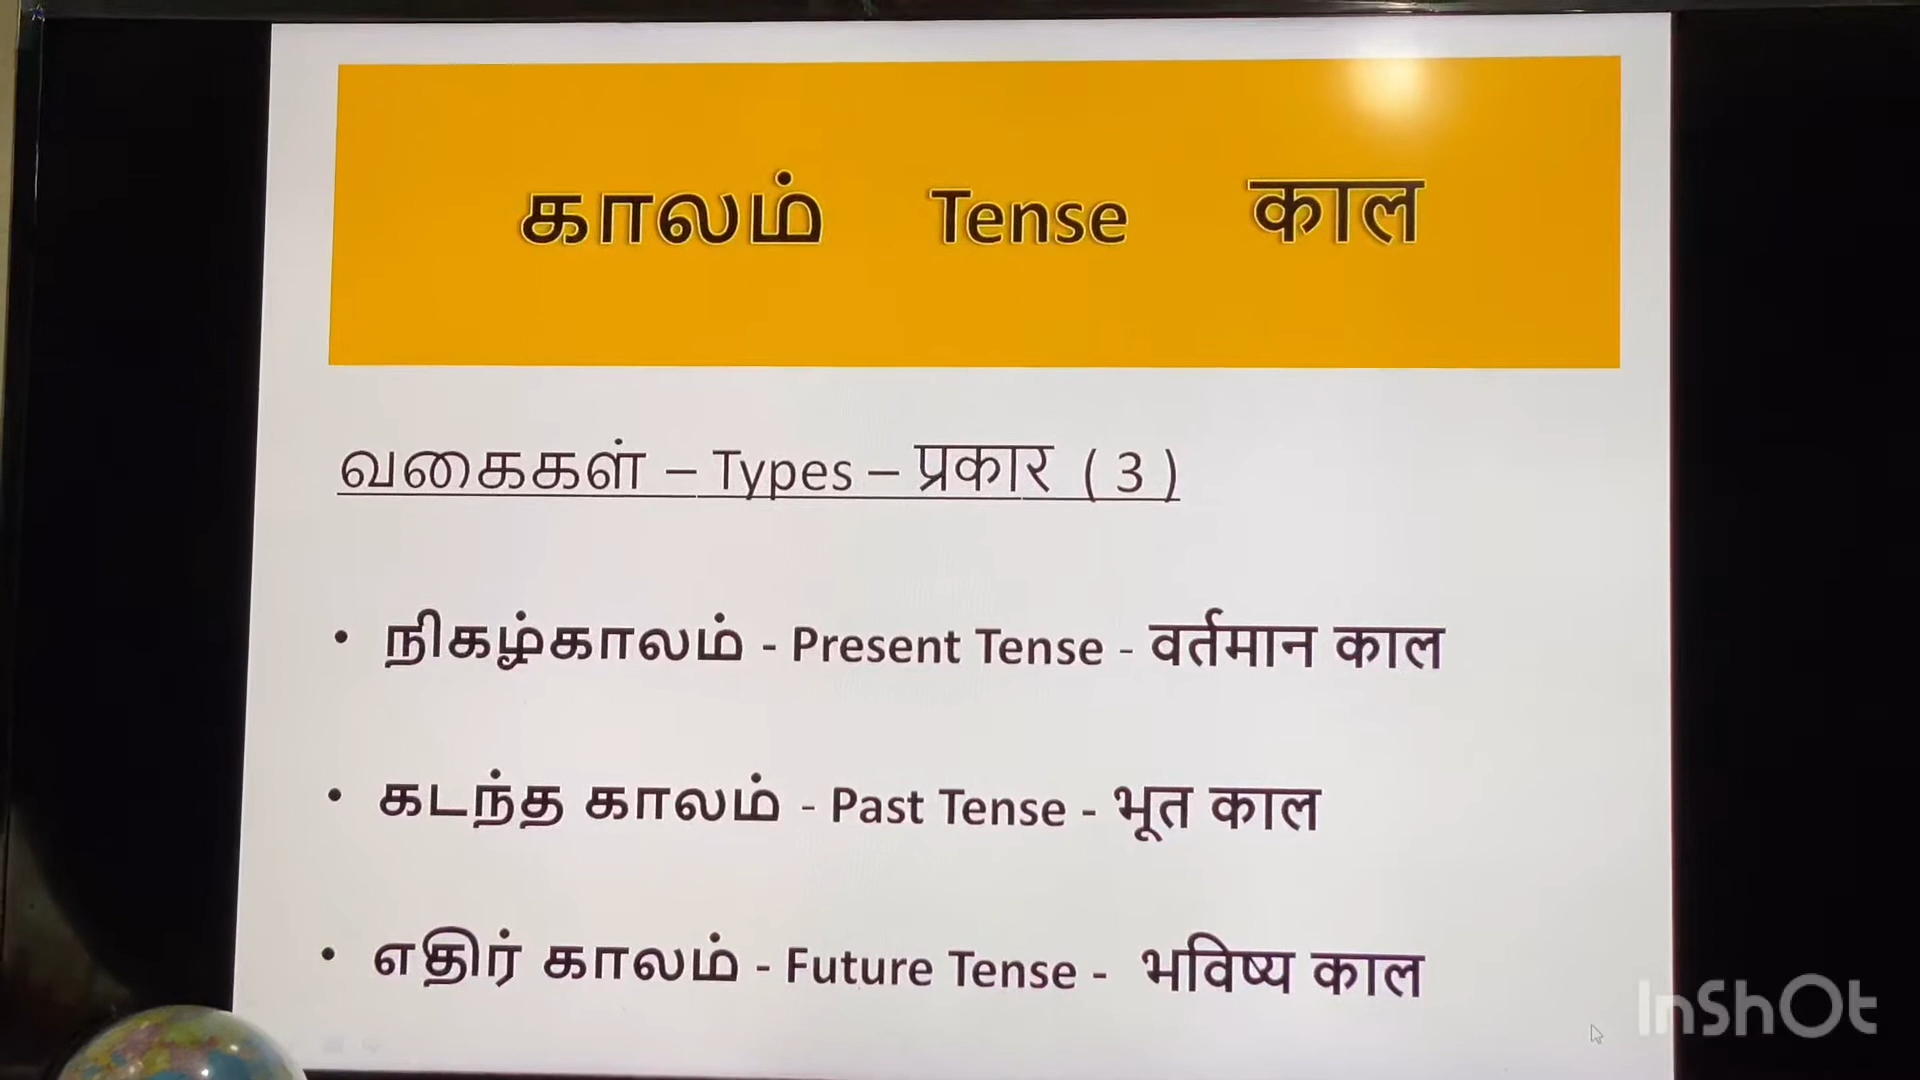 காலம் Tense काल
வகைகள் – Types – प्रकार ( 3 )
• நிகழ்காலம் - Present Tense - वर्तमान काल
• கடந்த காலம் - Past Tense - भूत काल
• எதிர் காலம் - Future Tense - भविष्य काल
InShOt